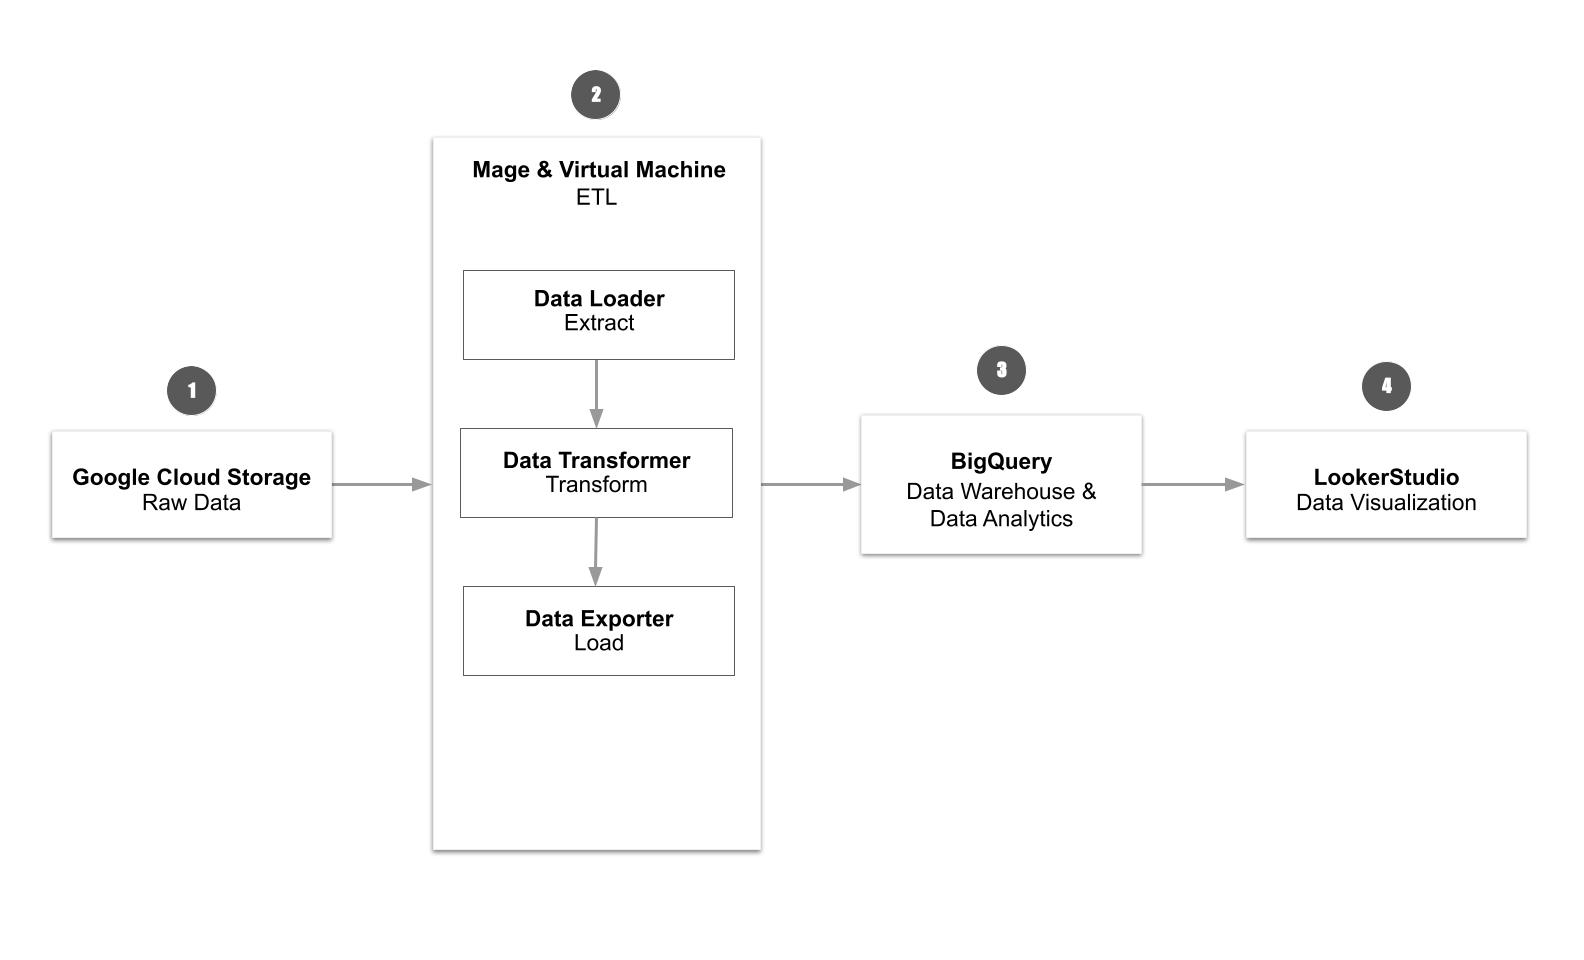 1
Google Cloud Storage
Raw Data
2
Mage & Virtual Machine
ETL
Data Loader
Extract
Data Transformer
Transform
Data Exporter
Load
3
BigQuery
Data Warehouse &
Data Analytics
4
LookerStudio
Data Visualization